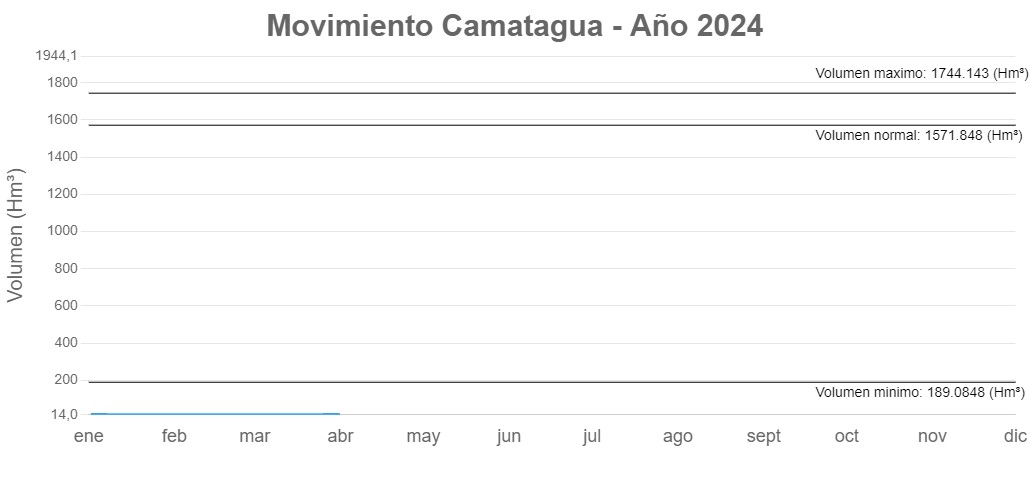 Movimiento Camatagua - Año 2024
1944,1
Volumen maximo: 1744.143 (Hm³)
1800
1600
Volumen normal: 1571.848 (Hm³)
1400
1200
1000
800
600
400
200
Volumen minimo: 189.0848 (Hm³)
14,0
Volumen (Hm³)
ene feb mar abr may jun jul ago sept oct nov dic